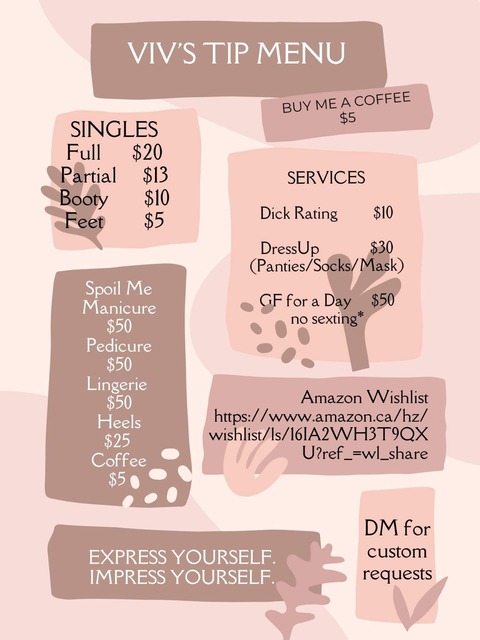 VIV'S TIP MENU
BUY ME A COFFEE
$5
SINGLES
Full $20
Partial $13
Booty $10
Feet $5
SERVICES
Dick Rating $10
DressUp $30
(Panties/Socks/Mask)
GF for a Day $50
no sexting*
Spoil Me
Manicure
$50
Pedicure
$50
Lingerie
$50
Heels
$25
Coffee
$5
Amazon Wishlist
https://www.amazon.ca/hz/
wishlist/ls/16IA2WH3T9QX
U?ref_=wl_share
DM for
custom
requests
EXPRESS YOURSELF.
IMPRESS YOURSELF.